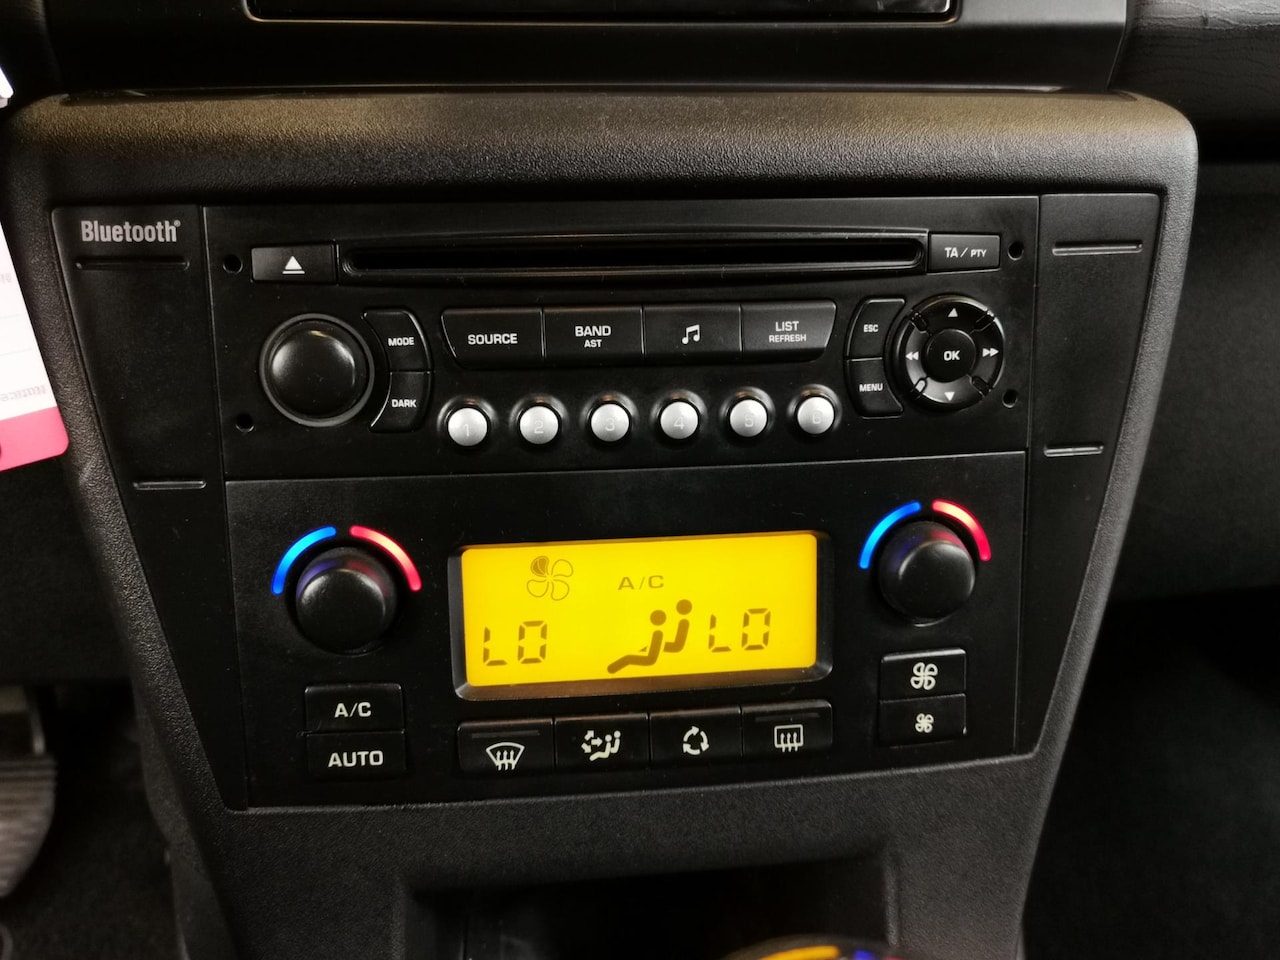 Bluetooth®
TA / PTY
MODE
SOURCE
BAND
AST
LIST
REFRESH
ESC
OK
DARK
MENU
1 2 3 4 5 6
A/C
LO LO
A/C
AUTO